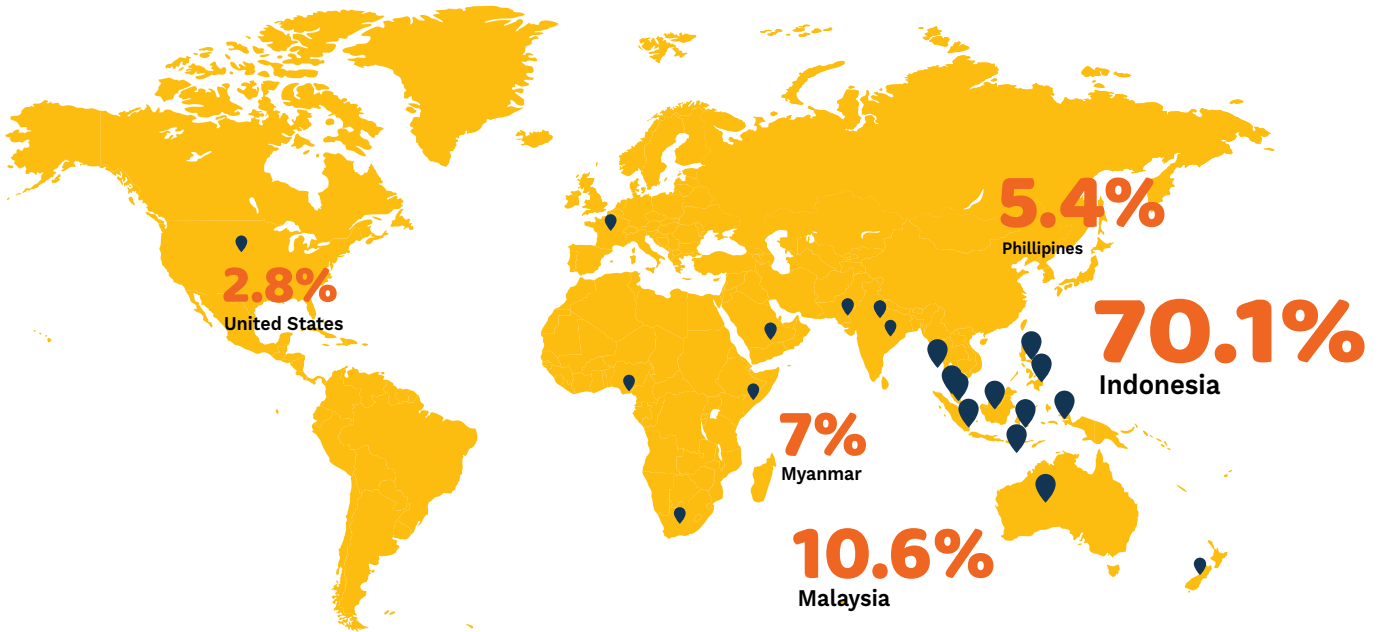 5.4%
Phillipines
2.8%
United States
70.1%
Indonesia
7%
Myanmar
10.6%
Malaysia